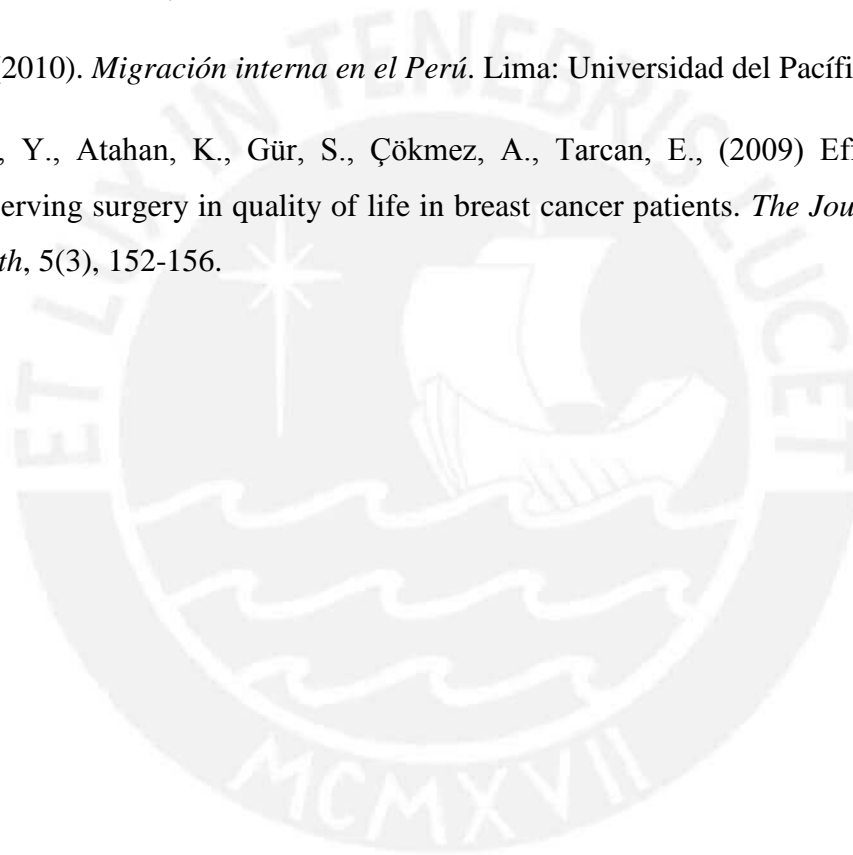 (2010). Migración interna en el Perú. Lima: Universidad del Pacífi
, Y., Atahan, K., Gür, S., Çökmez, A., Tarcan, E., (2009) Ef
erving surgery in quality of life in breast cancer patients. The Jou
th, 5(3), 152-156.
ET LUX IN TENEBRIS LUCET
MCMXVII